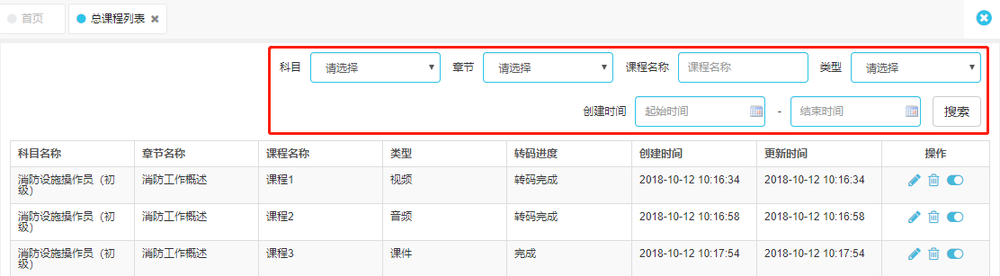 首页 总课程列表
科目 请选择 章节 请选择 课程名称 课程名称 类型 请选择
创建时间 起始时间 - 结束时间 搜索
科目名称 章节名称 课程名称 类型 转码进度 创建时间 更新时间 操作
消防设施操作员（初级） 消防工作概述 课程1 视频 转码完成 2018-10-12 10:16:34 2018-10-12 10:16:34
消防设施操作员（初级） 消防工作概述 课程2 音频 转码完成 2018-10-12 10:16:58 2018-10-12 10:16:58
消防设施操作员（初级） 消防工作概述 课程3 课件 完成 2018-10-12 10:17:54 2018-10-12 10:17:54